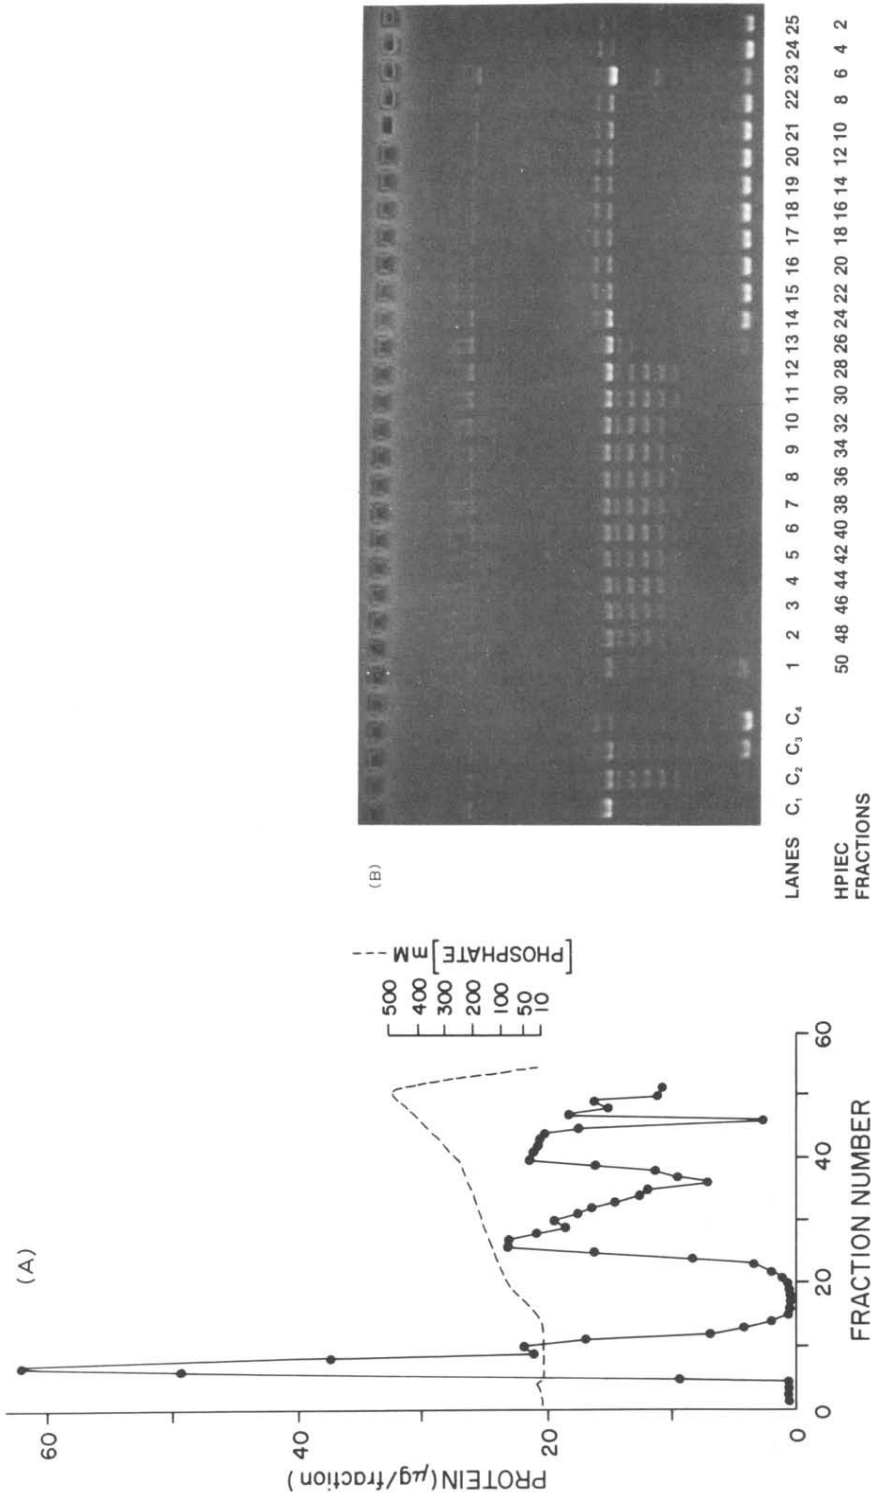 (A)
PROTEIN (μg/fraction)
60
40
20
0
0 20 40 60
FRACTION NUMBER
500
400
300
200
100
50
10
[PHOSPHATE] mM ----
(B)
LANES C1 C2 C3 C4 1 2 3 4 5 6 7 8 9 10 11 12 13 14 15 16 17 18 19 20 21 22 23 24 25
HPIEC
FRACTIONS 50 48 46 44 42 40 38 36 34 32 30 28 26 24 22 20 18 16 14 12 10 8 6 4 2